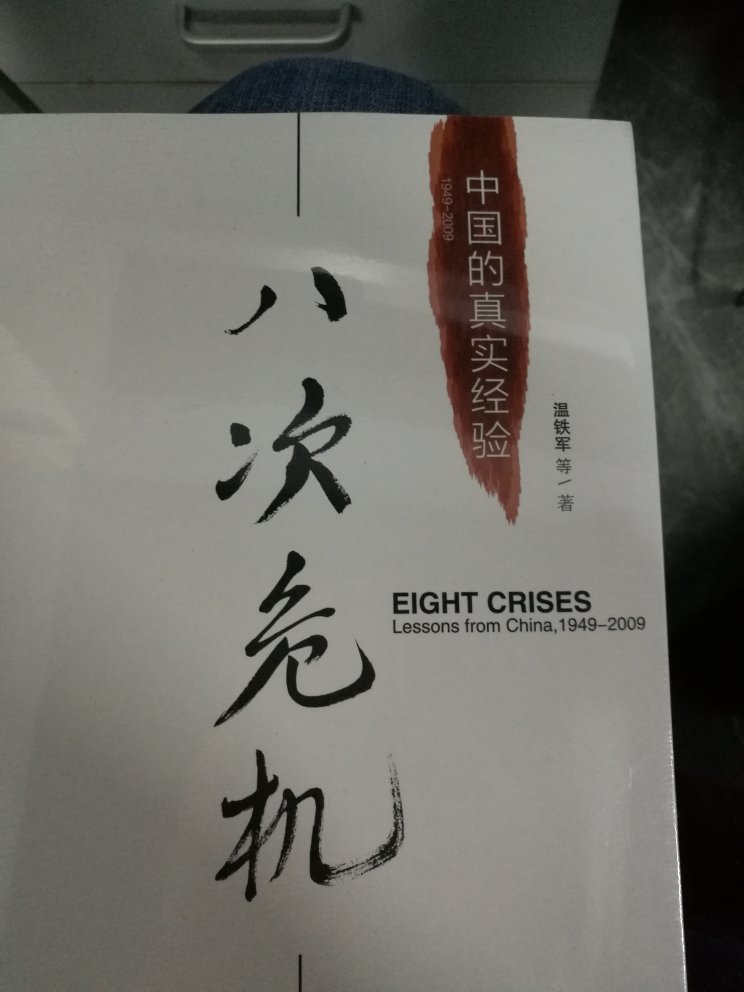 中国的真实经验
1949-2009
八次危机
温铁军 等/著
EIGHT CRISES
Lessons from China,1949-2009